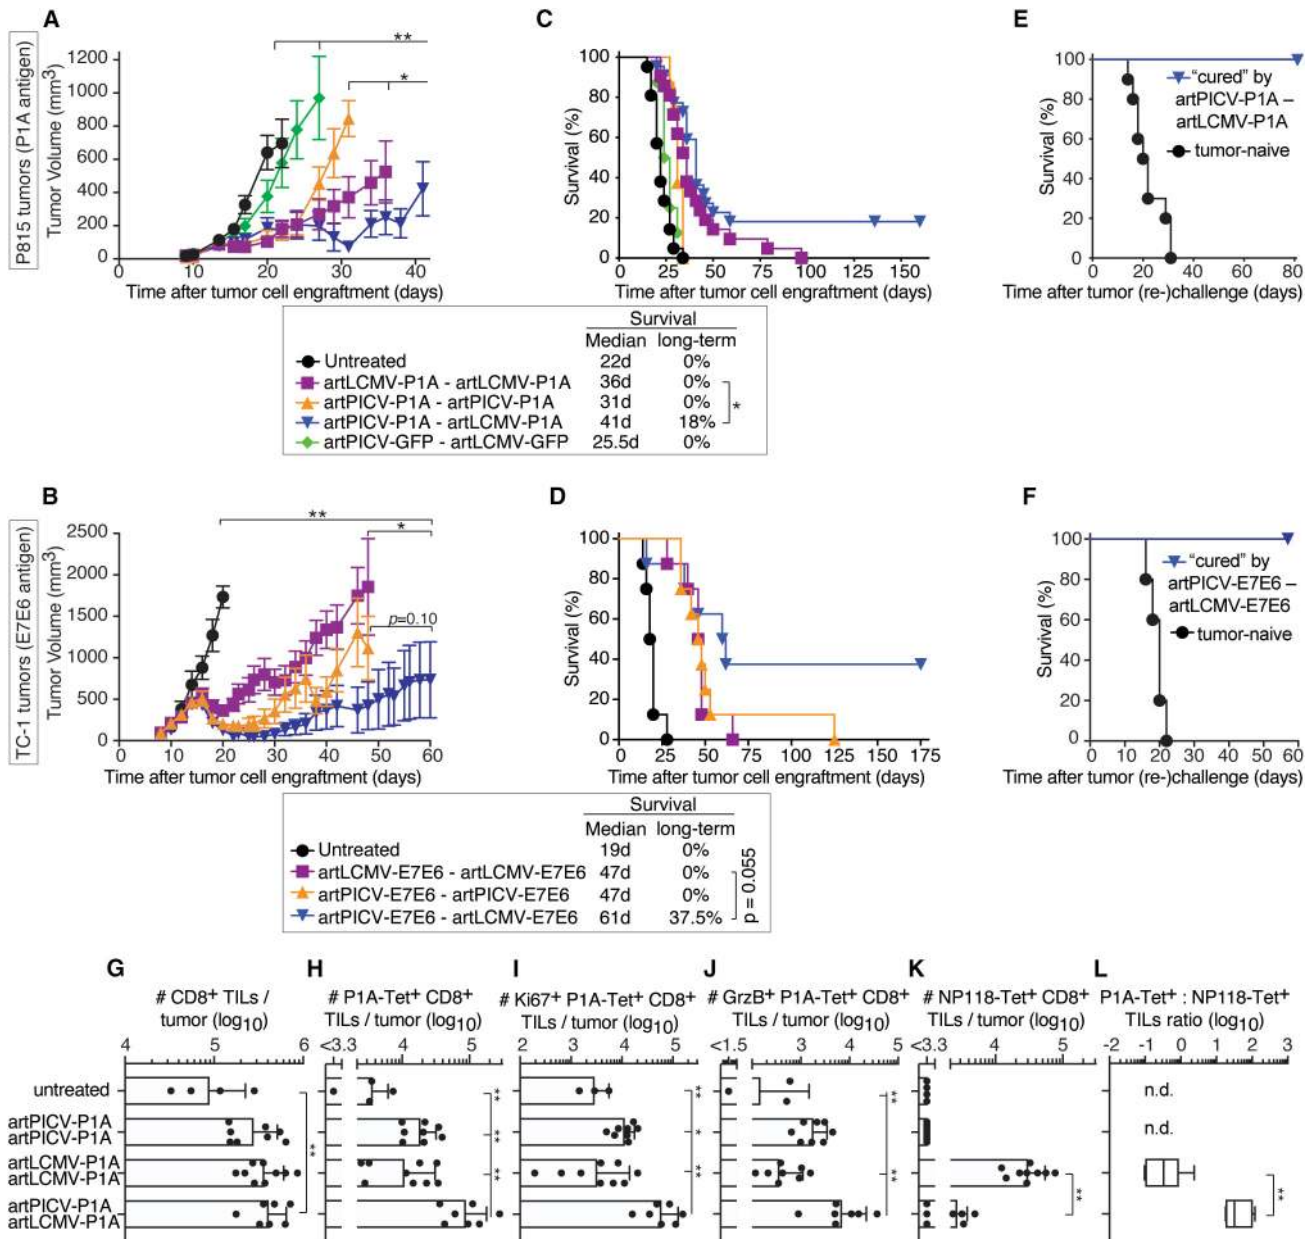 A
C
E
P815 tumors (P1A antigen)
Tumor Volume (mm³)
1200
1000
800
600
400
200
0
0 10 20 30 40
Time after tumor cell engraftment (days)
**
*
Survival (%)
100
80
60
40
20
0
0 25 50 75 100 125 150
Time after tumor cell engraftment (days)
Survival (%)
100
80
60
40
20
0
0 20 40 60 80
Time after tumor (re-)challenge (days)
"cured" by
artPICV-P1A –
artLCMV-P1A
tumor-naive
Survival
Median long-term
Untreated 22d 0%
artLCMV-P1A - artLCMV-P1A 36d 0%
artPICV-P1A - artPICV-P1A 31d 0%
artPICV-P1A - artLCMV-P1A 41d 18%
artPICV-GFP - artLCMV-GFP 25.5d 0%
*
B
D
F
TC-1 tumors (E7E6 antigen)
Tumor Volume (mm³)
2500
2000
1500
1000
500
0
0 10 20 30 40 50 60
Time after tumor cell engraftment (days)
**
*
p=0.10
Survival (%)
100
80
60
40
20
0
0 25 50 75 100 125 150 175
Time after tumor cell engraftment (days)
Survival (%)
100
80
60
40
20
0
0 10 20 30 40 50 60
Time after tumor (re-)challenge (days)
"cured" by
artPICV-E7E6 –
artLCMV-E7E6
tumor-naive
Survival
Median long-term
Untreated 19d 0%
artLCMV-E7E6 - artLCMV-E7E6 47d 0%
artPICV-E7E6 - artPICV-E7E6 47d 0%
artPICV-E7E6 - artLCMV-E7E6 61d 37.5%
p = 0.055
G
# CD8⁺ TILs /
tumor (log₁₀)
4 5 6
**
H
# P1A-Tet⁺ CD8⁺
TILs / tumor (log₁₀)
<3.3 4 5
**
**
**
I
# Ki67⁺ P1A-Tet⁺ CD8⁺
TILs / tumor (log₁₀)
2 3 4 5
**
*
**
J
# GrzB⁺ P1A-Tet⁺ CD8⁺
TILs / tumor (log₁₀)
<1.5 3 4 5
**
**
K
# NP118-Tet⁺ CD8⁺
TILs / tumor (log₁₀)
<3.3 4 5
**
L
P1A-Tet⁺ : NP118-Tet⁺
TILs ratio (log₁₀)
-2 -1 0 1 2 3
n.d.
n.d.
**
untreated
artPICV-P1A
artPICV-P1A
artLCMV-P1A
artLCMV-P1A
artPICV-P1A
artLCMV-P1A